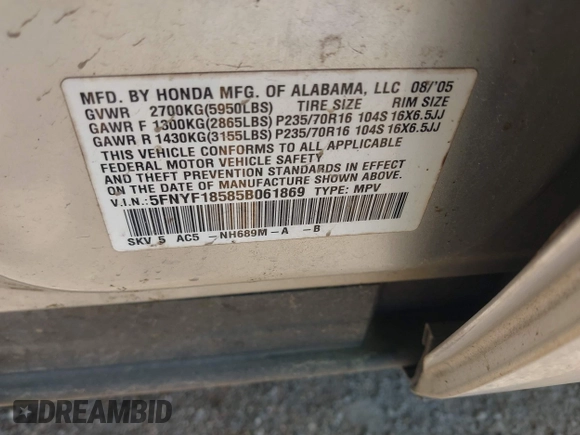 MFD. BY HONDA MFG. OF ALABAMA, LLC 08/'05
GVWR 2700KG(5950LBS) TIRE SIZE RIM SIZE
GAWR F 1300KG(2865LBS) P235/70R16 104S 16X6.5JJ
GAWR R 1430KG(3155LBS) P235/70R16 104S 16X6.5JJ
THIS VEHICLE CONFORMS TO ALL APPLICABLE
FEDERAL MOTOR VEHICLE SAFETY
AND THEFT PREVENTION STANDARDS IN EFFECT
ON THE DATE OF MANUFACTURE SHOWN ABOVE.
V.I.N.: 5FNYF18585B061869 TYPE: MPV
SKV 5 AC5 -NH689M-A -B
DREAMBID